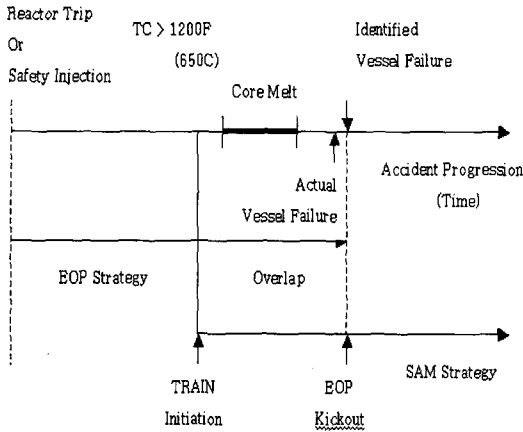 Reactor Trip
Or
Safety Injection
TC > 1200F
(650C)
Identified
Vessel Failure
Core Melt
Actual
Vessel Failure
Accident Progression
(Time)
EOP Strategy
Overlap
SAM Strategy
TRAIN
Initiation
EOP
Kickout